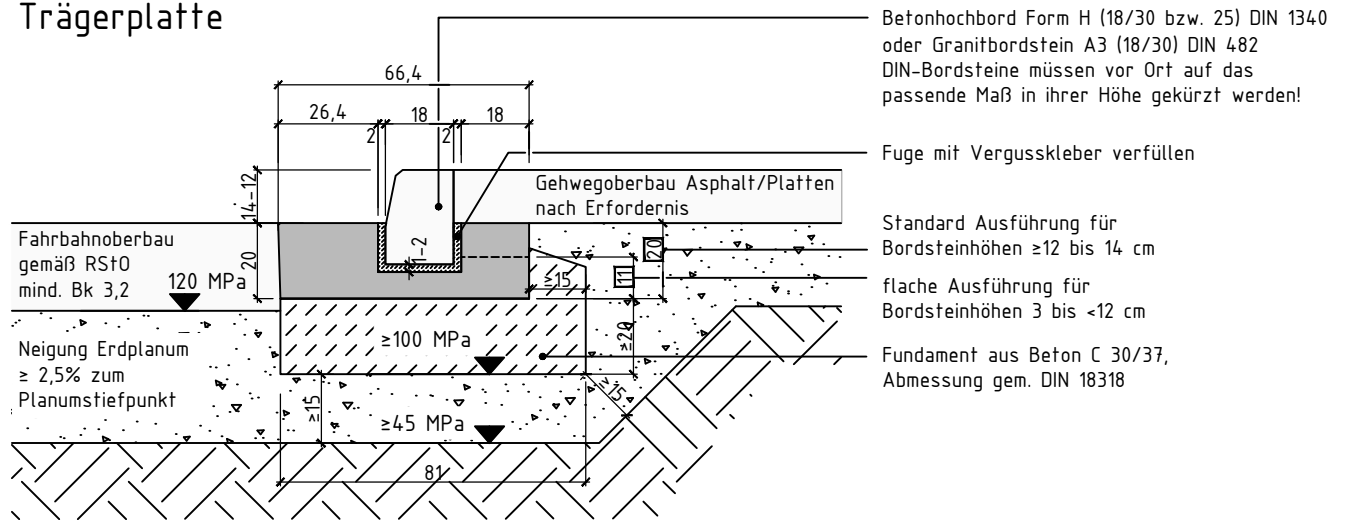 Trägerplatte
Betonhochbord Form H (18/30 bzw. 25) DIN 1340
oder Granitbordstein A3 (18/30) DIN 482
DIN-Bordsteine müssen vor Ort auf das
passende Maß in ihrer Höhe gekürzt werden!
66,4
26,4
18
18
2
2
Fuge mit Vergusskleber verfüllen
14-12
Gehwegoberbau Asphalt/Platten
nach Erfordernis
Standard Ausführung für
Bordsteinhöhen ≥12 bis 14 cm
Fahrbahnoberbau
gemäß RStO
mind. Bk 3,2
120 MPa
20
1-2
20
11
≥15
flache Ausführung für
Bordsteinhöhen 3 bis <12 cm
≥100 MPa
≥20
Neigung Erdplanum
≥ 2,5% zum
Planumstiefpunkt
Fundament aus Beton C 30/37,
Abmessung gem. DIN 18318
≥15
≥15
≥45 MPa
81